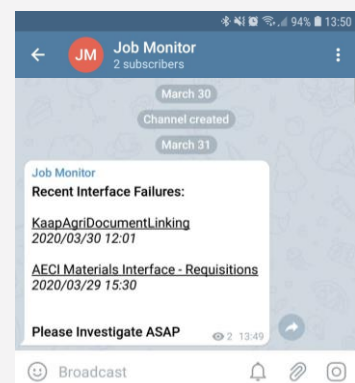 94% 13:50
JM
Job Monitor
2 subscribers
March 30
Channel created
March 31
Job Monitor
Recent Interface Failures:
KaapAgriDocumentLinking
2020/03/30 12:01
AECI Materials Interface - Requisitions
2020/03/29 15:30
Please Investigate ASAP
2 13:49
Broadcast